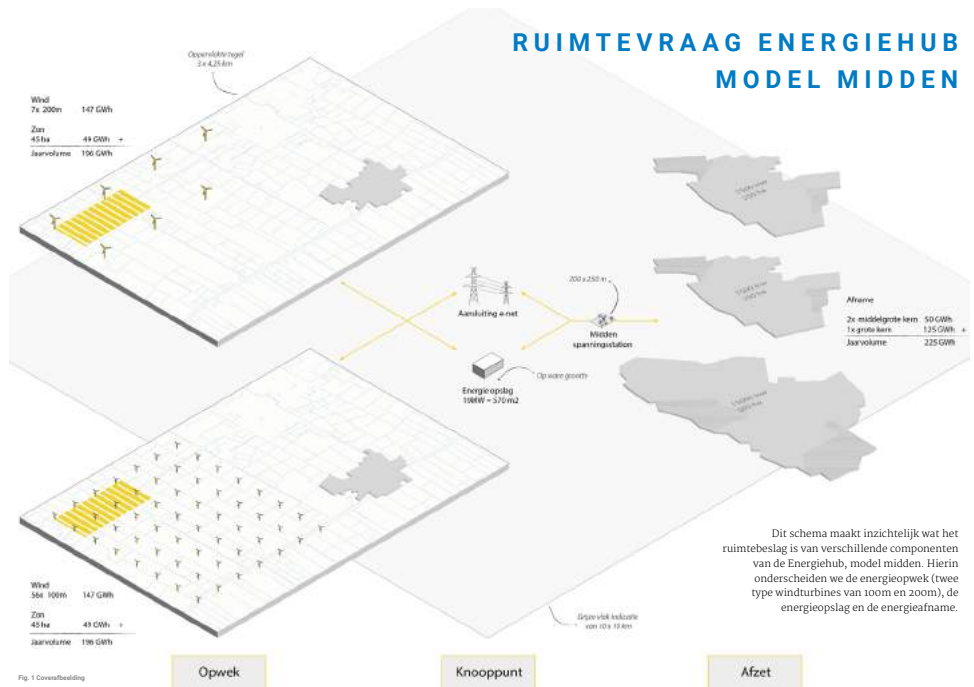 RUIMTEVRAAG ENERGIEHUB
MODEL MIDDEN
Oppervlakte tegel
3 x 4,25 km
Wind
7x 200m 147 GWh
Zon
45 ha 49 GWh +
Jaarvolume 196 GWh
Aansluiting e-net
200 x 250 m
Midden
spanningsstation
Energie opslag
19MW = 570 m2
Op ware grootte
Afname
2x middelgrote kern 50 GWh
1x grote kern 125 GWh +
Jaarvolume 225 GWh
Wind
56x 100m 147 GWh
Zon
45 ha 49 GWh +
Jaarvolume 196 GWh
Grijze vlak indicatie
van 10 x 13 km
Dit schema maakt inzichtelijk wat het
ruimtebeslag is van verschillende componenten
van de Energiehub, model midden. Hierin
onderscheiden we de energieopwek (twee
type windturbines van 100m en 200m), de
energieopslag en de energieafname.
Opwek
Knooppunt
Afzet
Fig. 1 Coverafbeelding